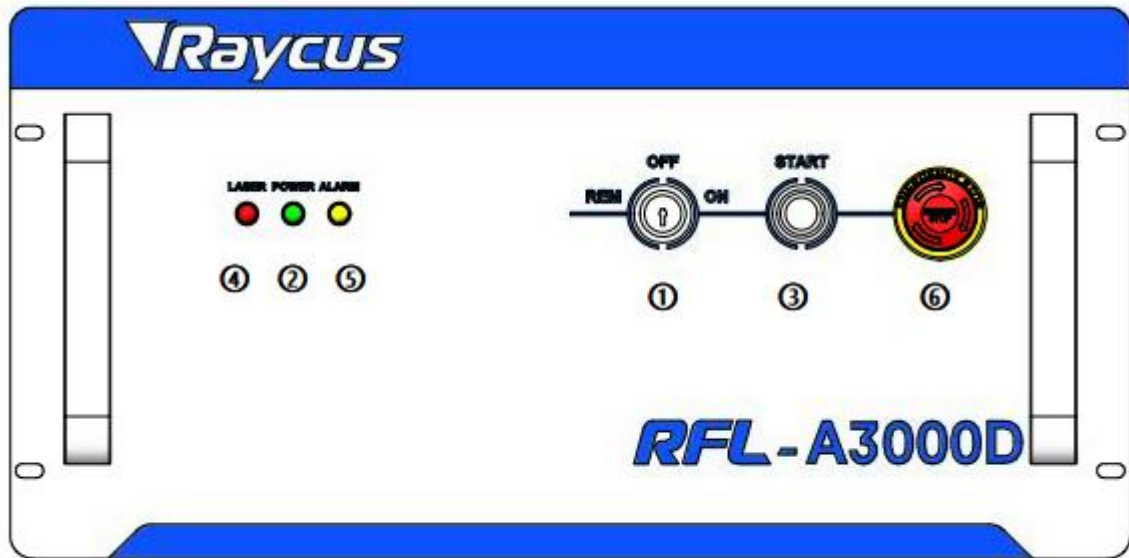 Raycus
OFF
START
LASER POWER ALARM
REM
ON
④ ② ⑤
① ③ ⑥
RFL-A3000D